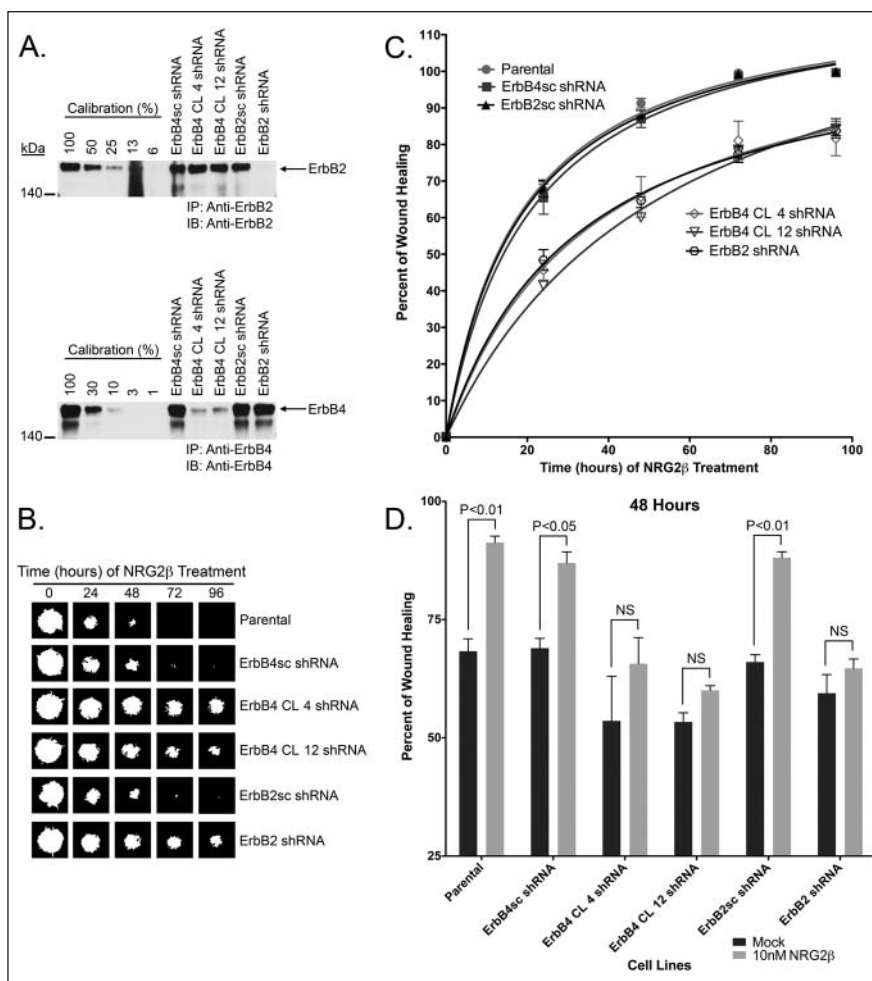 A.
Calibration (%)
kDa
100
50
25
13
6
ErbB4sc shRNA
ErbB4 CL 4 shRNA
ErbB4 CL 12 shRNA
ErbB2sc shRNA
ErbB2 shRNA
ErbB2
140
IP: Anti-ErbB2
IB: Anti-ErbB2
Calibration (%)
100
30
10
3
1
ErbB4sc shRNA
ErbB4 CL 4 shRNA
ErbB4 CL 12 shRNA
ErbB2sc shRNA
ErbB2 shRNA
ErbB4
140
IP: Anti-ErbB4
IB: Anti-ErbB4
B.
Time (hours) of NRG2β Treatment
0 24 48 72 96
Parental
ErbB4sc shRNA
ErbB4 CL 4 shRNA
ErbB4 CL 12 shRNA
ErbB2sc shRNA
ErbB2 shRNA
C.
Percent of Wound Healing
110
100
90
80
70
60
50
40
30
20
10
0
Parental
ErbB4sc shRNA
ErbB2sc shRNA
ErbB4 CL 4 shRNA
ErbB4 CL 12 shRNA
ErbB2 shRNA
0 20 40 60 80 100
Time (hours) of NRG2β Treatment
D.
48 Hours
Percent of Wound Healing
100
75
50
25
P<0.01
P<0.05
NS
NS
P<0.01
NS
Parental
ErbB4sc shRNA
ErbB4 CL 4 shRNA
ErbB4 CL 12 shRNA
ErbB2sc shRNA
ErbB2 shRNA
Cell Lines
Mock
10nM NRG2β